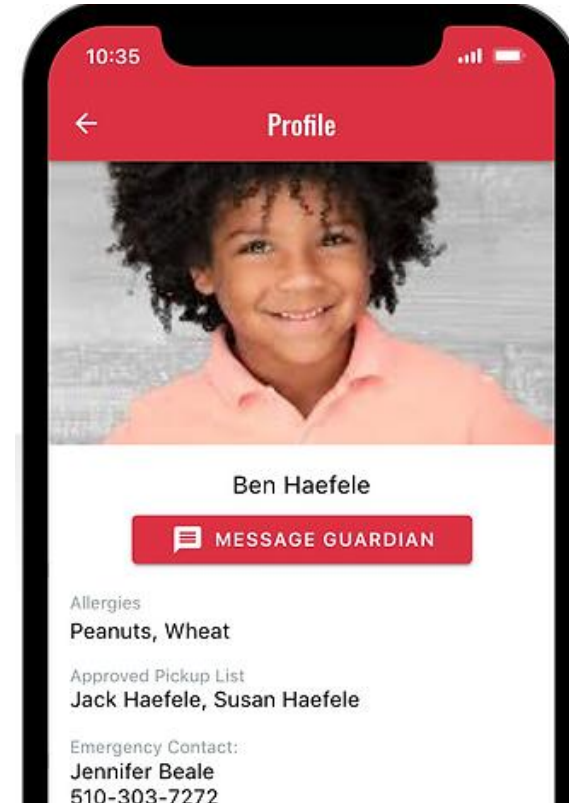 10:35
Profile
Ben Haefele
MESSAGE GUARDIAN
Allergies
Peanuts, Wheat
Approved Pickup List
Jack Haefele, Susan Haefele
Emergency Contact:
Jennifer Beale
510-303-7272